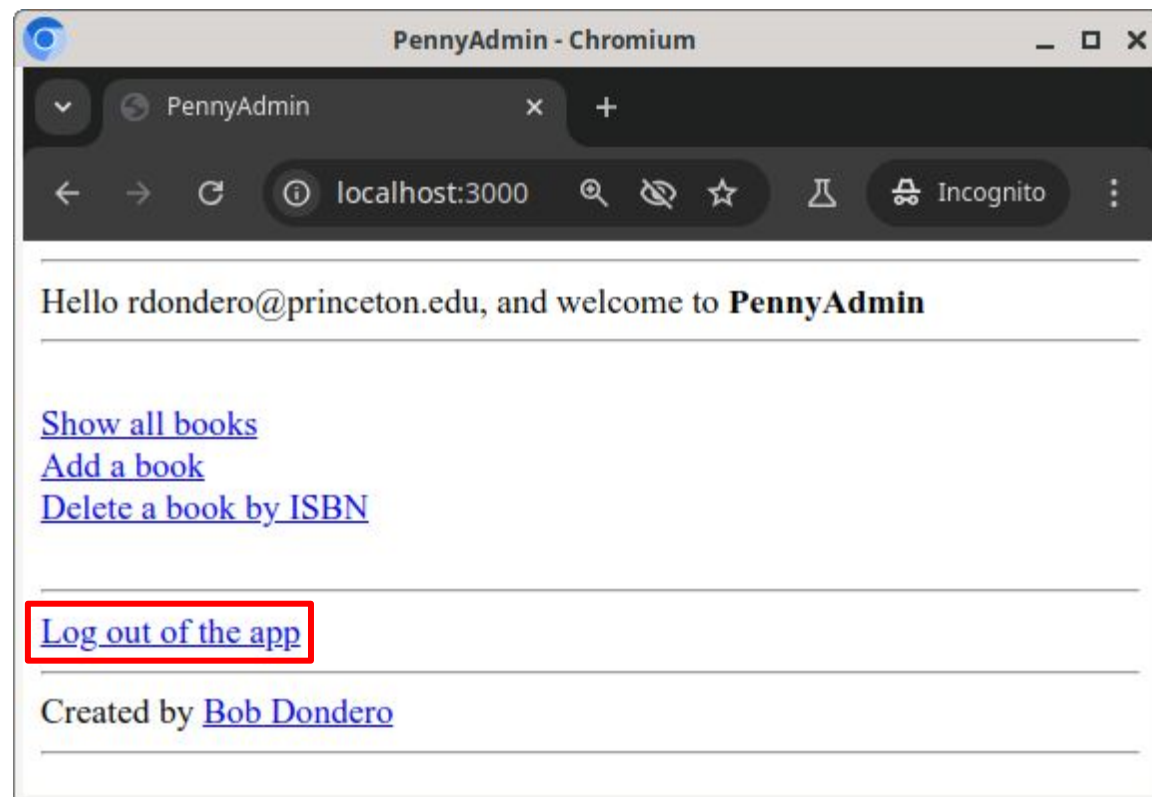 PennyAdmin - Chromium
PennyAdmin
localhost:3000
Incognito
Hello rdondero@princeton.edu, and welcome to PennyAdmin
Show all books
Add a book
Delete a book by ISBN
Log out of the app
Created by Bob Dondero